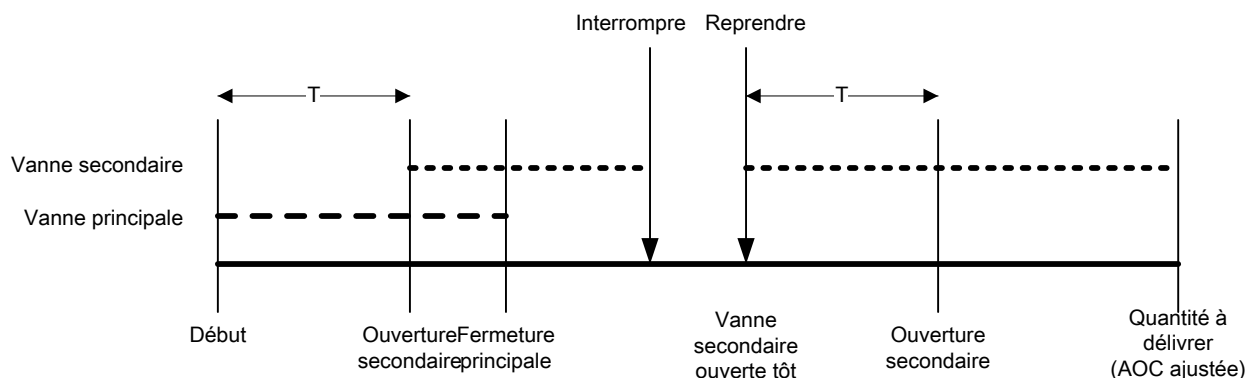 Interrompre
Reprendre
T
T
Vanne secondaire
Vanne principale
Début
Ouverture
secondaire
Fermeture
principale
Vanne
secondaire
ouverte tôt
Ouverture
secondaire
Quantité à
délivrer
(AOC ajustée)